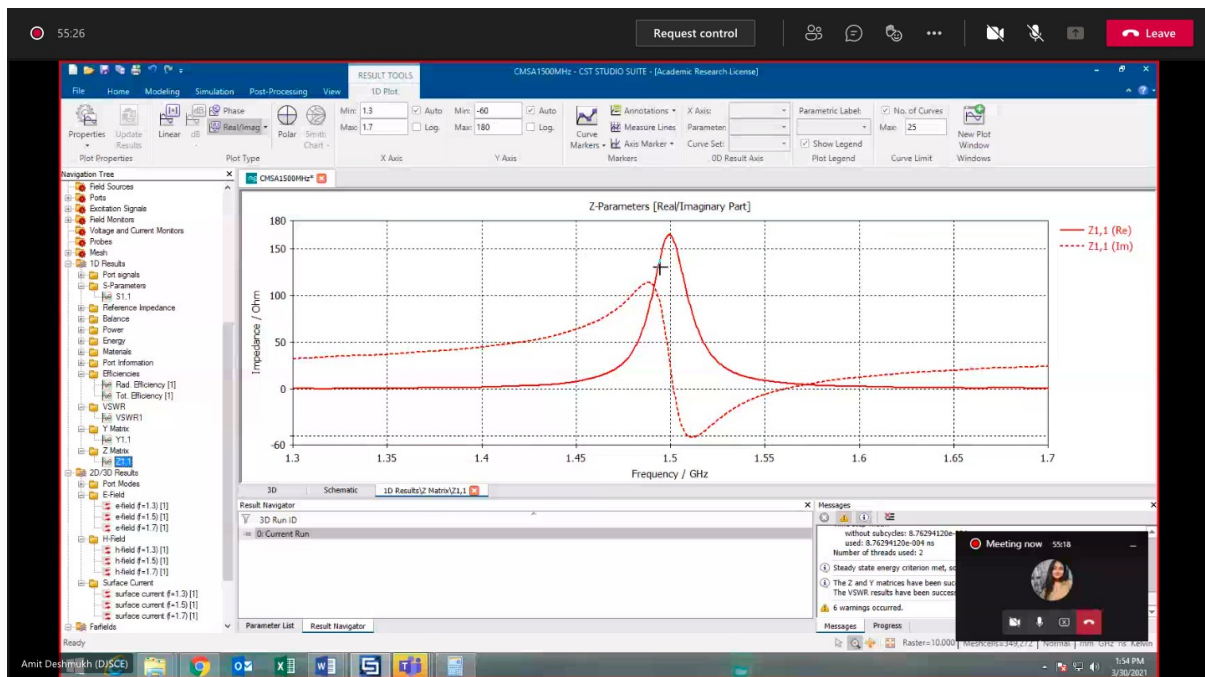 55:26
Request control
Leave
RESULT TOOLS
CMSA1500MHz - CST STUDIO SUITE - [Academic Research License]
File Home Modeling Simulation Post-Processing View 1D Plot
Properties
Update Results
Linear
dB
Phase
Real/Imag
Polar
Smith Chart
Min: 1.3 Auto
Max: 1.7 Log.
Min: -60 Auto
Max: 180 Log.
Curve Markers
Annotations
Measure Lines
Axis Marker
X Axis:
Parameter:
Curve Set:
Parametric Label:
Show Legend
No. of Curves
Max: 25
New Plot Window
Plot Properties Plot Type X Axis Y Axis Markers 0D Result Axis Plot Legend Curve Limit Windows
Navigation Tree
CMSA1500MHz*
Field Sources
Ports
Excitation Signals
Field Monitors
Voltage and Current Monitors
Probes
Mesh
1D Results
Port signals
S-Parameters
S1,1
Reference Impedance
Balance
Power
Energy
Materials
Port Information
Efficiencies
Rad. Efficiency [1]
Tot. Efficiency [1]
VSWR
VSWR1
Y Matrix
Y1,1
Z Matrix
Z1,1
2D/3D Results
Port Modes
E-Field
e-field (f=1.3) [1]
e-field (f=1.5) [1]
e-field (f=1.7) [1]
H-Field
h-field (f=1.3) [1]
h-field (f=1.5) [1]
h-field (f=1.7) [1]
Surface Current
surface current (f=1.3) [1]
surface current (f=1.5) [1]
surface current (f=1.7) [1]
Farfields
Z-Parameters [Real/Imaginary Part]
Z1,1 (Re)
Z1,1 (Im)
180
150
100
50
0
-60
Impedance / Ohm
1.3 1.35 1.4 1.45 1.5 1.55 1.6 1.65 1.7
Frequency / GHz
3D Schematic 1D Results\Z Matrix\Z1,1
Result Navigator
3D Run ID
0: Current Run
Parameter List Result Navigator
Messages
without subcycles: 8.76294120e-
used: 8.76294120e-004 ns
Number of threads used: 2
Steady state energy criterion met, so
The Z and Y matrices have been suc
The VSWR results have been success
6 warnings occurred.
Messages Progress
Meeting now 55:18
Ready
Raster=10.000 Meshcells=349,272 Normal mm GHz ns Kelvin
Amit Deshmukh (DJSCE)
1:54 PM
3/30/2021